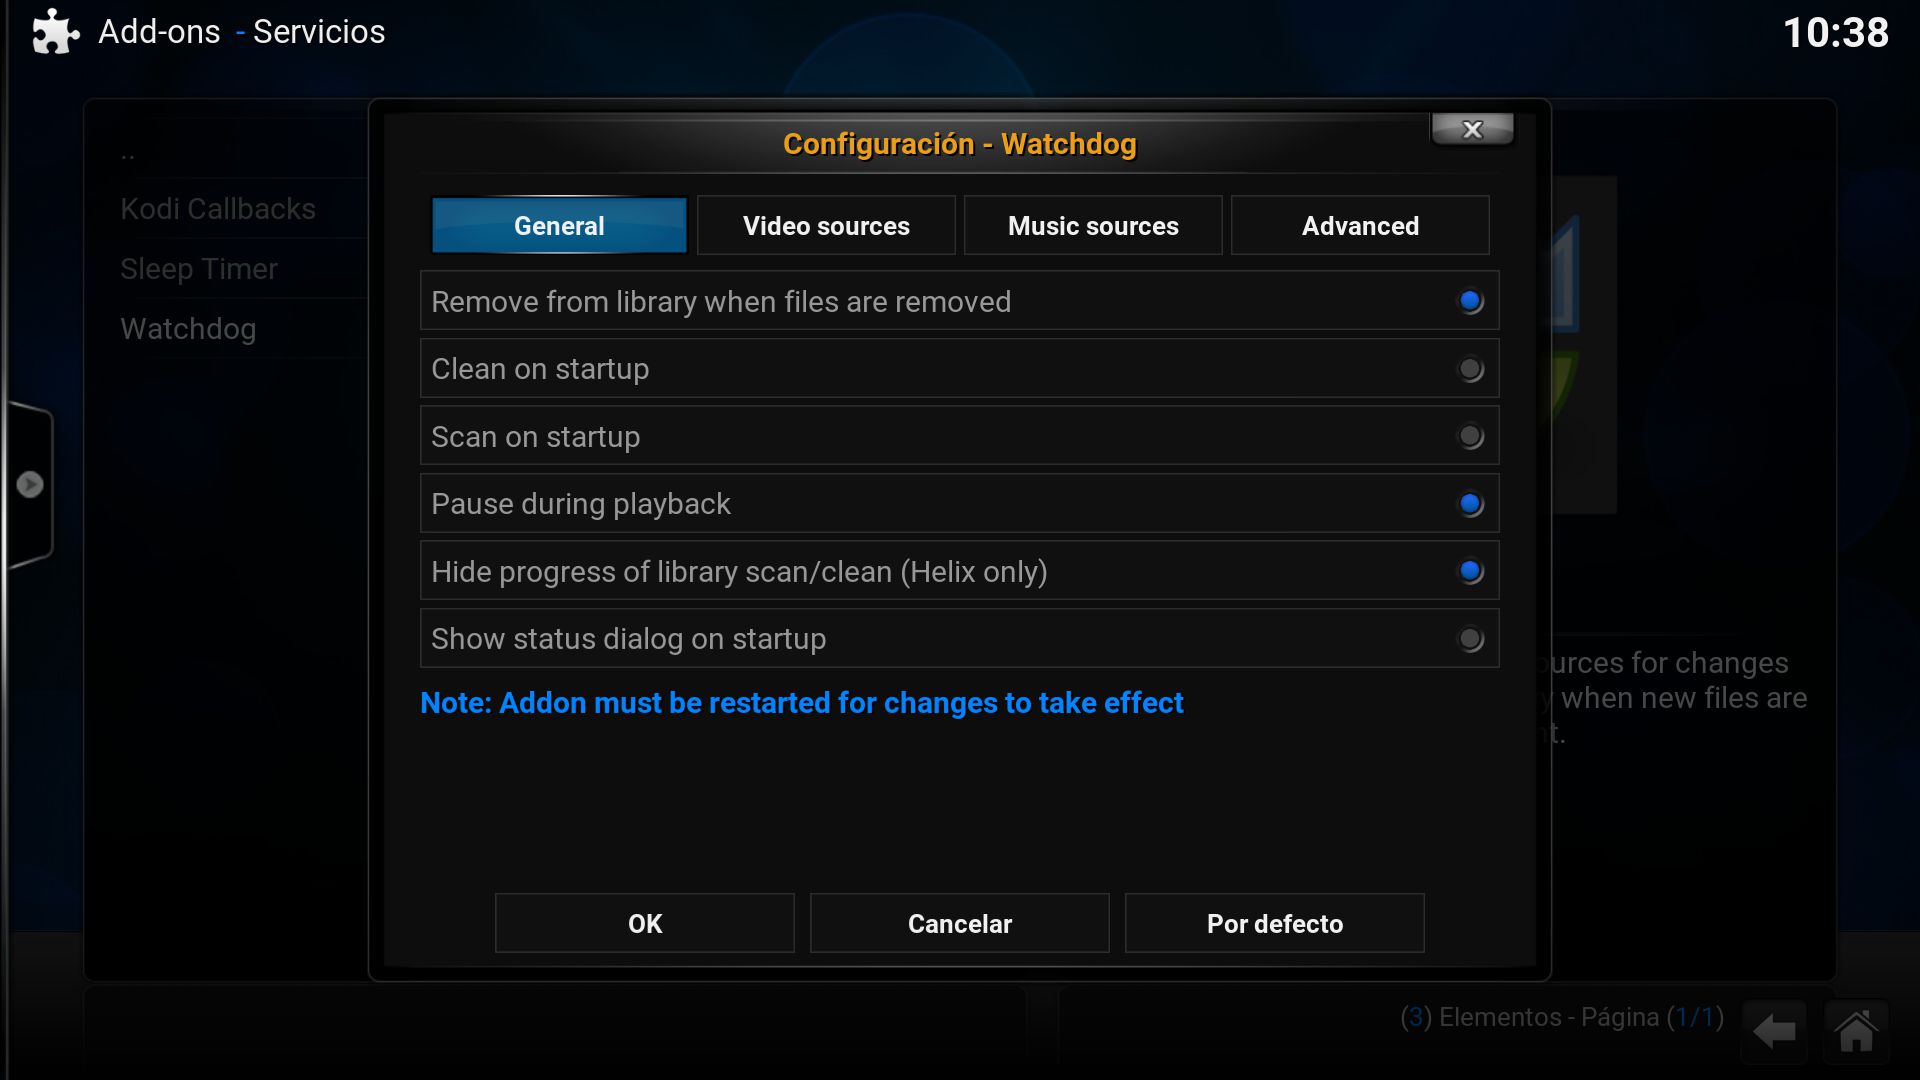 Add-ons - Servicios
10:38
..
Kodi Callbacks
Sleep Timer
Watchdog
Configuración - Watchdog
General
Video sources
Music sources
Advanced
Remove from library when files are removed
Clean on startup
Scan on startup
Pause during playback
Hide progress of library scan/clean (Helix only)
Show status dialog on startup
Note: Addon must be restarted for changes to take effect
OK
Cancelar
Por defecto
for changes
when new files are
(3) Elementos - Página (1/1)